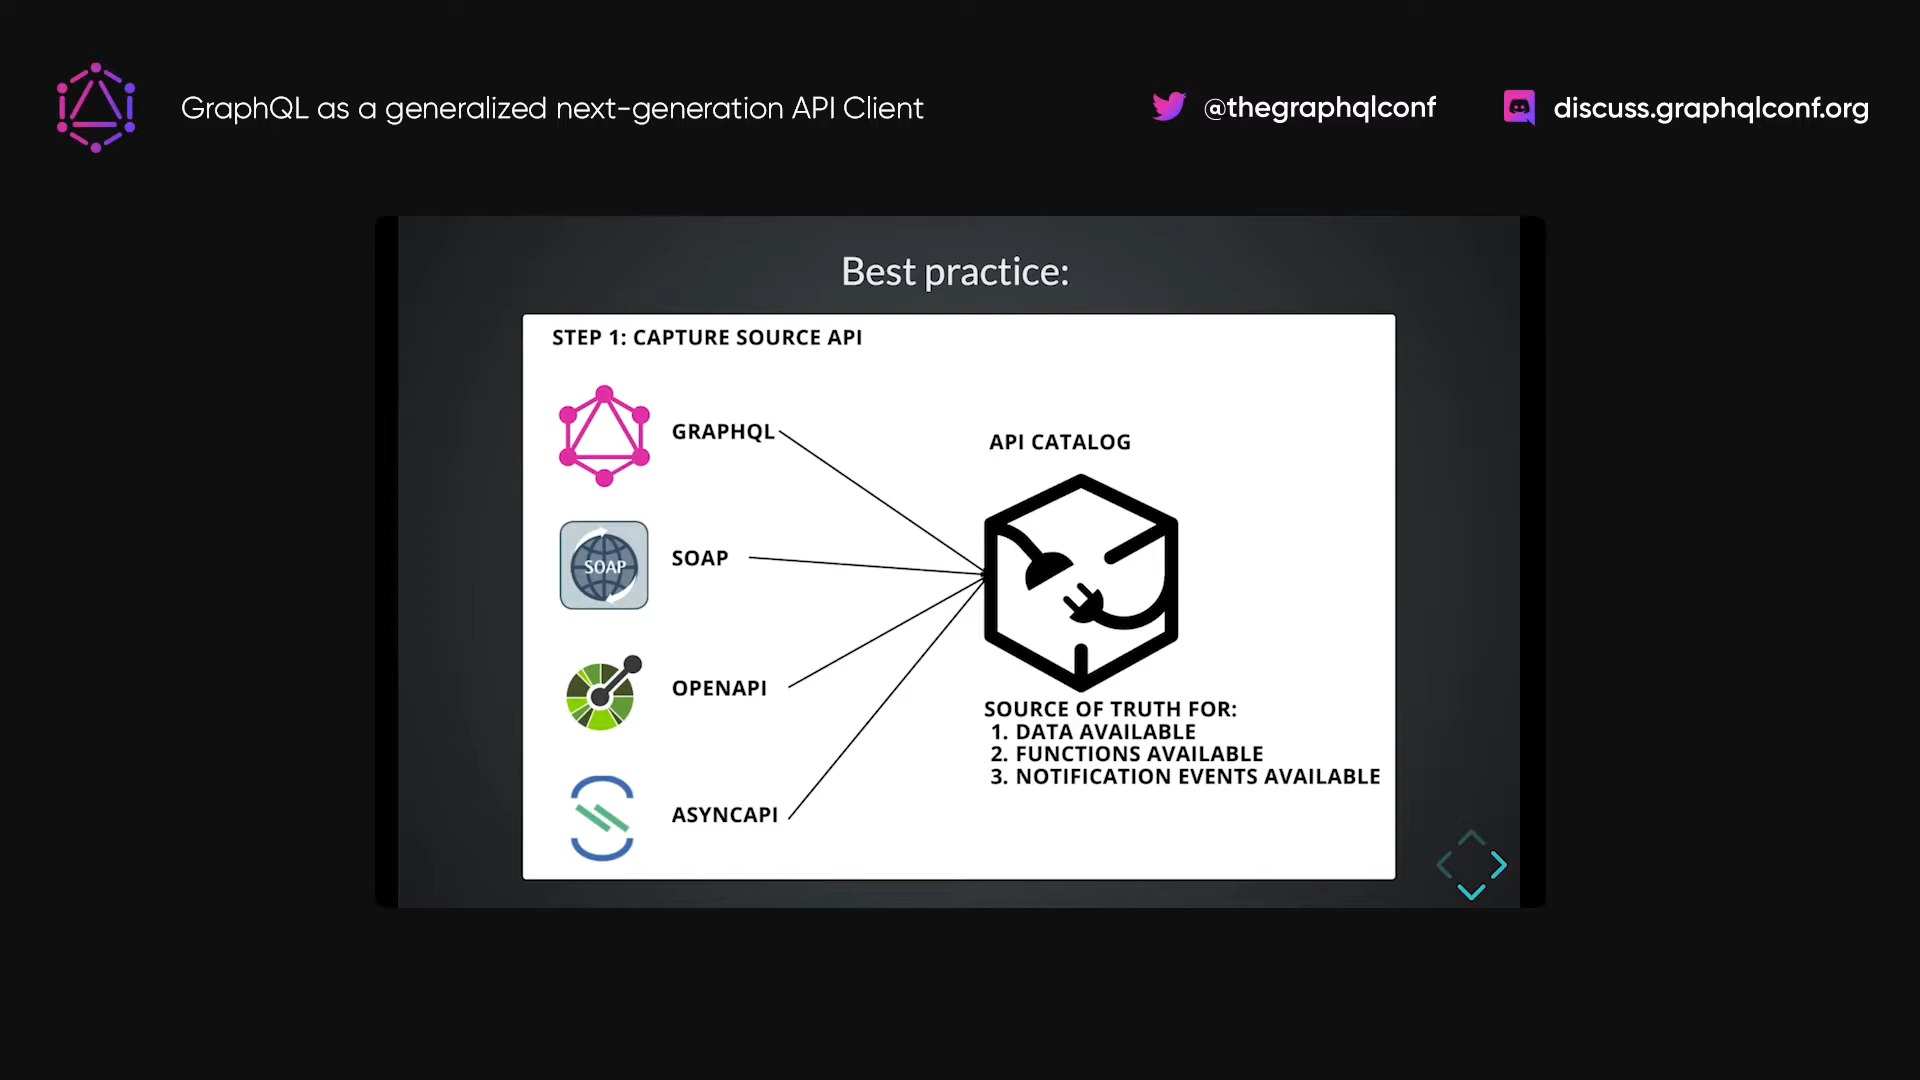 GraphQL as a generalized next-generation API Client
@thegraphqlconf
discuss.graphqlconf.org
Best practice:
STEP 1: CAPTURE SOURCE API
GRAPHQL
API CATALOG
SOAP
SOAP
OPENAPI
SOURCE OF TRUTH FOR:
1. DATA AVAILABLE
2. FUNCTIONS AVAILABLE
3. NOTIFICATION EVENTS AVAILABLE
ASYNCAPI